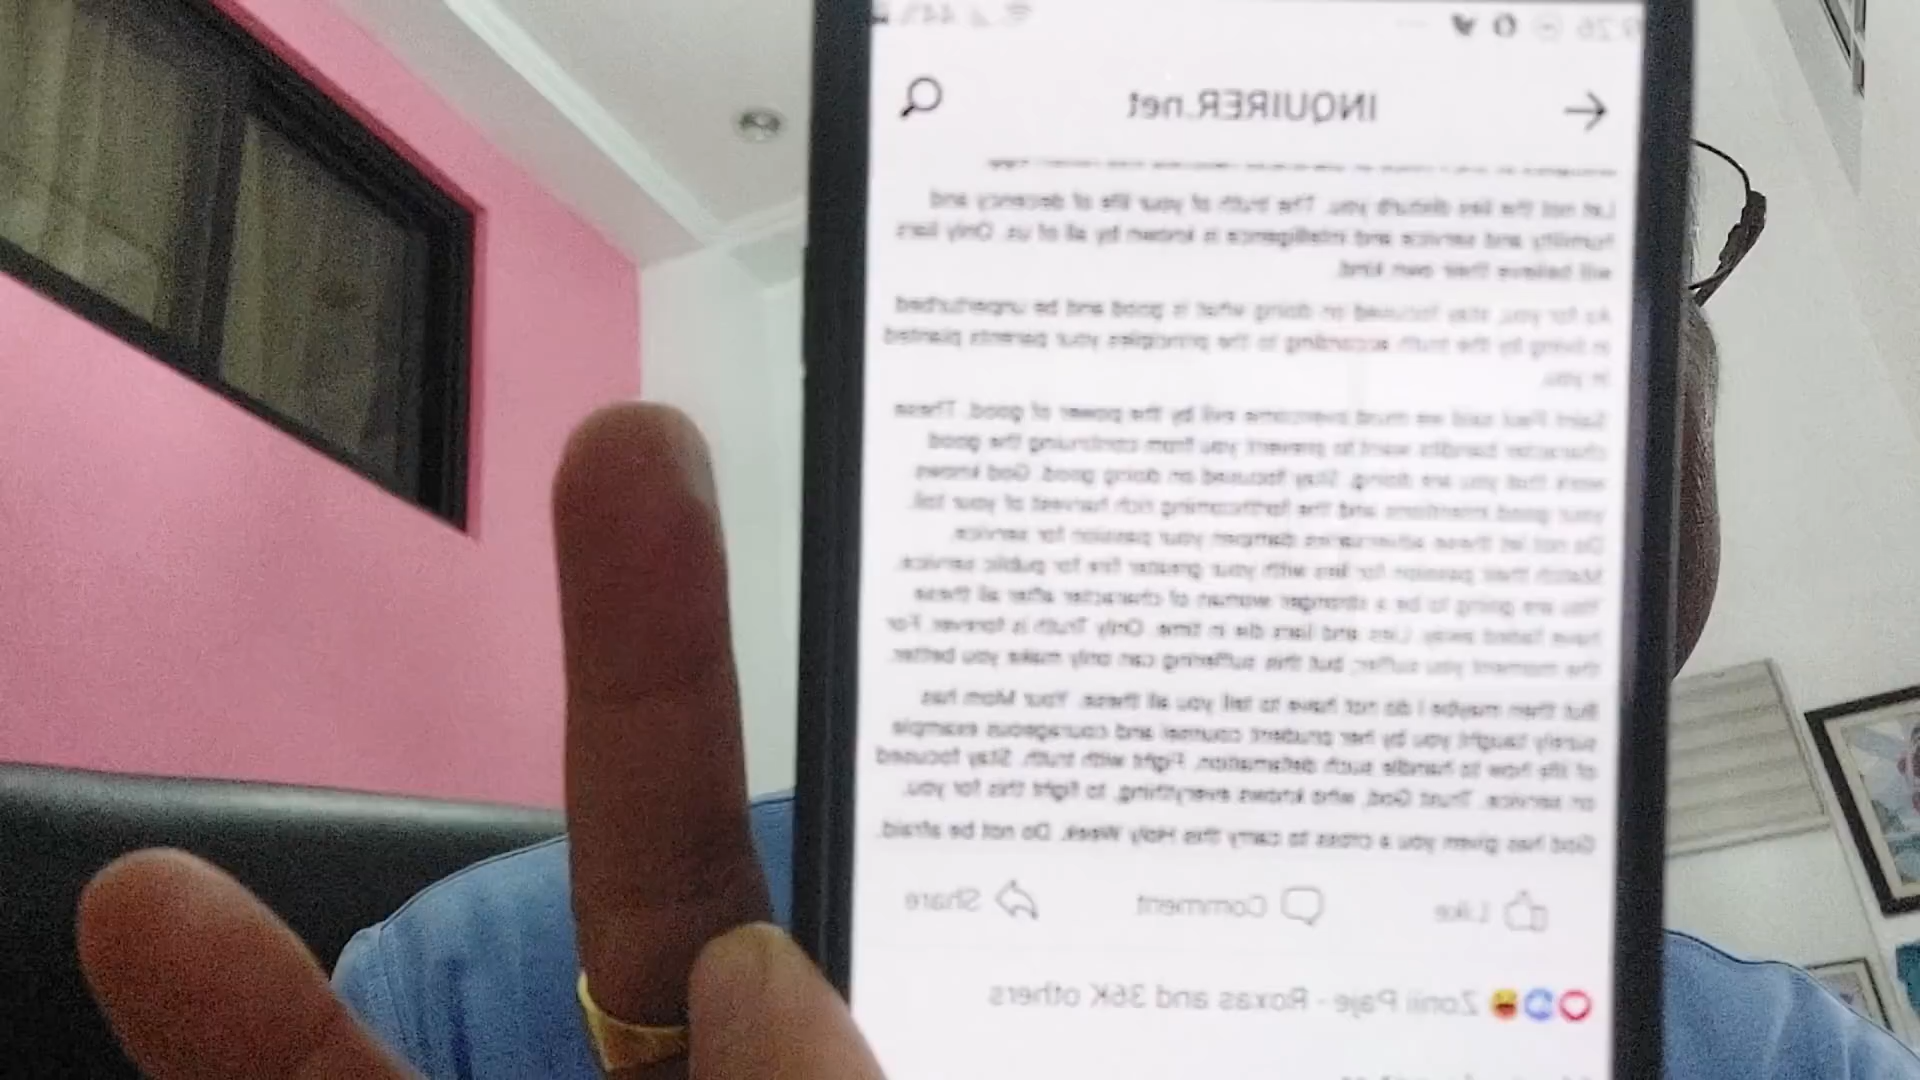 9:26 44%
INQUIRER.net
Let not the lies disturb you. The truth of your life of decency and
humility and service and intelligence is known by all of us. Only liars
will believe their own kind.
As for you, stay focused on doing what is good and be unperturbed
in living by the truth according to the principles your parents planted
in you.
Saint Paul said we must overcome evil by the power of good. These
character bandits want to prevent you from continuing the good
work that you are doing. Stay focused on doing good. God knows
your good intentions and the forthcoming rich harvest of your toil.
Do not let these adversaries dampen your passion for service.
Match their passion for lies with your greater fire for public service.
You are going to be a stronger woman of character after all these
have faded away. Lies and liars die in time. Only Truth is forever. For
the moment you suffer; but this suffering can only make you better.
But then maybe I do not have to tell you all these. Your Mom has
surely taught you by her prudent counsel and courageous example
of life how to handle such defamation. Fight with truth. Stay focused
on service. Trust God, who knows everything, to fight this for you.
God has given you a cross to carry this Holy Week. Do not be afraid.
Like Comment Share
Zonii Paje - Roxas and 36K others